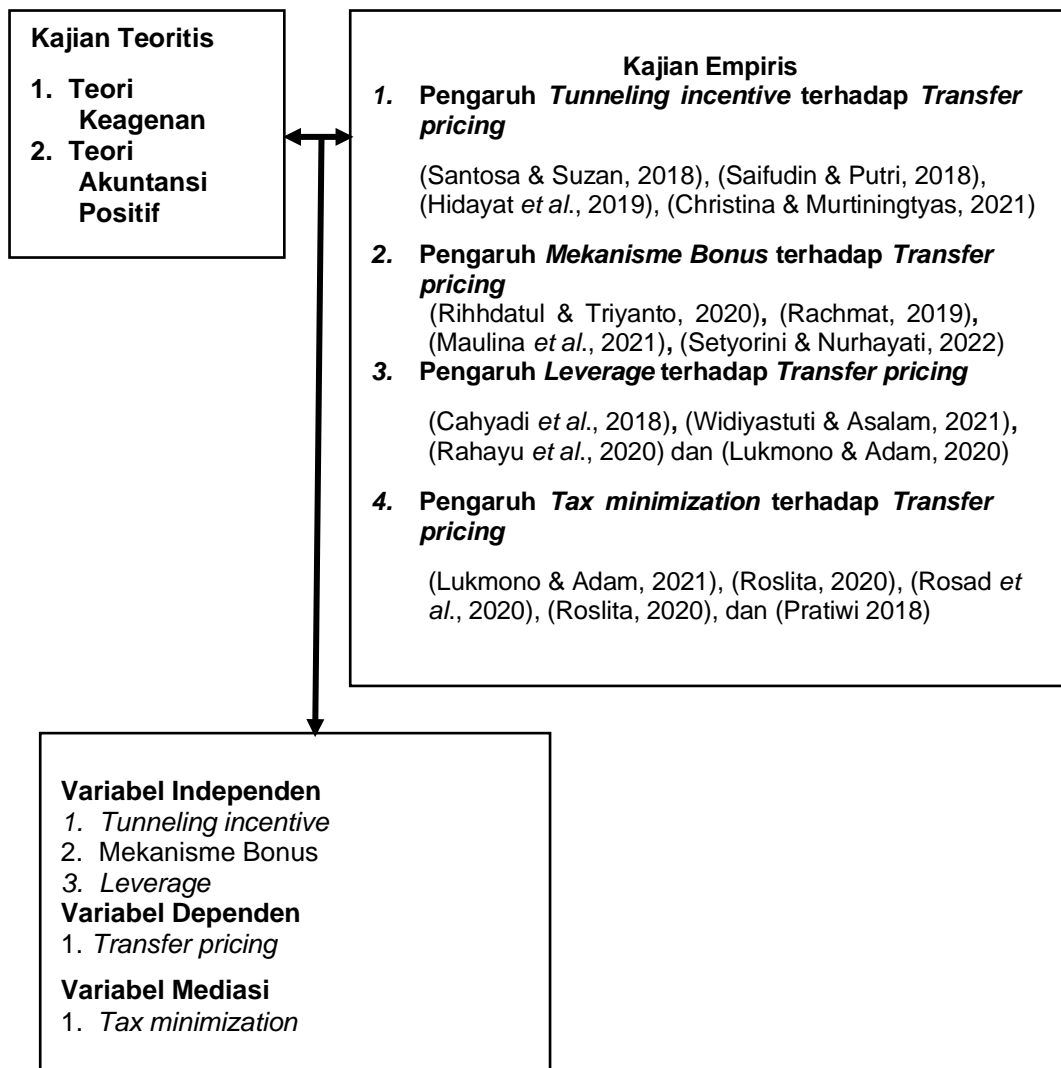 Kajian Teoritis
1. Teori
Keagenan
2. Teori
Akuntansi
Positif
Kajian Empiris
1. Pengaruh Tunneling incentive terhadap Transfer
pricing
(Santosa & Suzan, 2018), (Saifudin & Putri, 2018),
(Hidayat et al., 2019), (Christina & Murtiningtyas, 2021)
2. Pengaruh Mekanisme Bonus terhadap Transfer
pricing
(Rihhdatul & Triyanto, 2020), (Rachmat, 2019),
(Maulina et al., 2021), (Setyorini & Nurhayati, 2022)
3. Pengaruh Leverage terhadap Transfer pricing
(Cahyadi et al., 2018), (Widiyastuti & Asalam, 2021),
(Rahayu et al., 2020) dan (Lukmono & Adam, 2020)
4. Pengaruh Tax minimization terhadap Transfer
pricing
(Lukmono & Adam, 2021), (Roslita, 2020), (Rosad et
al., 2020), (Roslita, 2020), dan (Pratiwi 2018)
Variabel Independen
1. Tunneling incentive
2. Mekanisme Bonus
3. Leverage
Variabel Dependen
1. Transfer pricing
Variabel Mediasi
1. Tax minimization